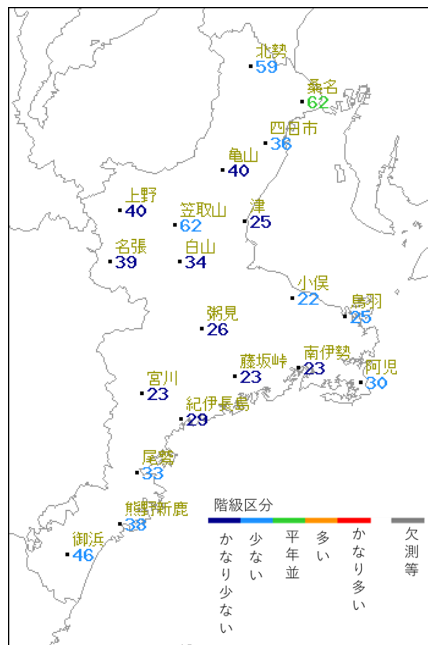 北勢
59
桑名
62
四日市
36
亀山
40
上野
40
笠取山
62
津
25
名張
39
白山
34
小俣
22
鳥羽
25
粥見
26
藤坂峠
23
南伊勢
23
阿児
30
宮川
23
紀伊長島
29
尾鷲
33
熊野新鹿
38
御浜
46
階級区分
かなり少ない
少ない
平年並
多い
かなり多い
欠測等